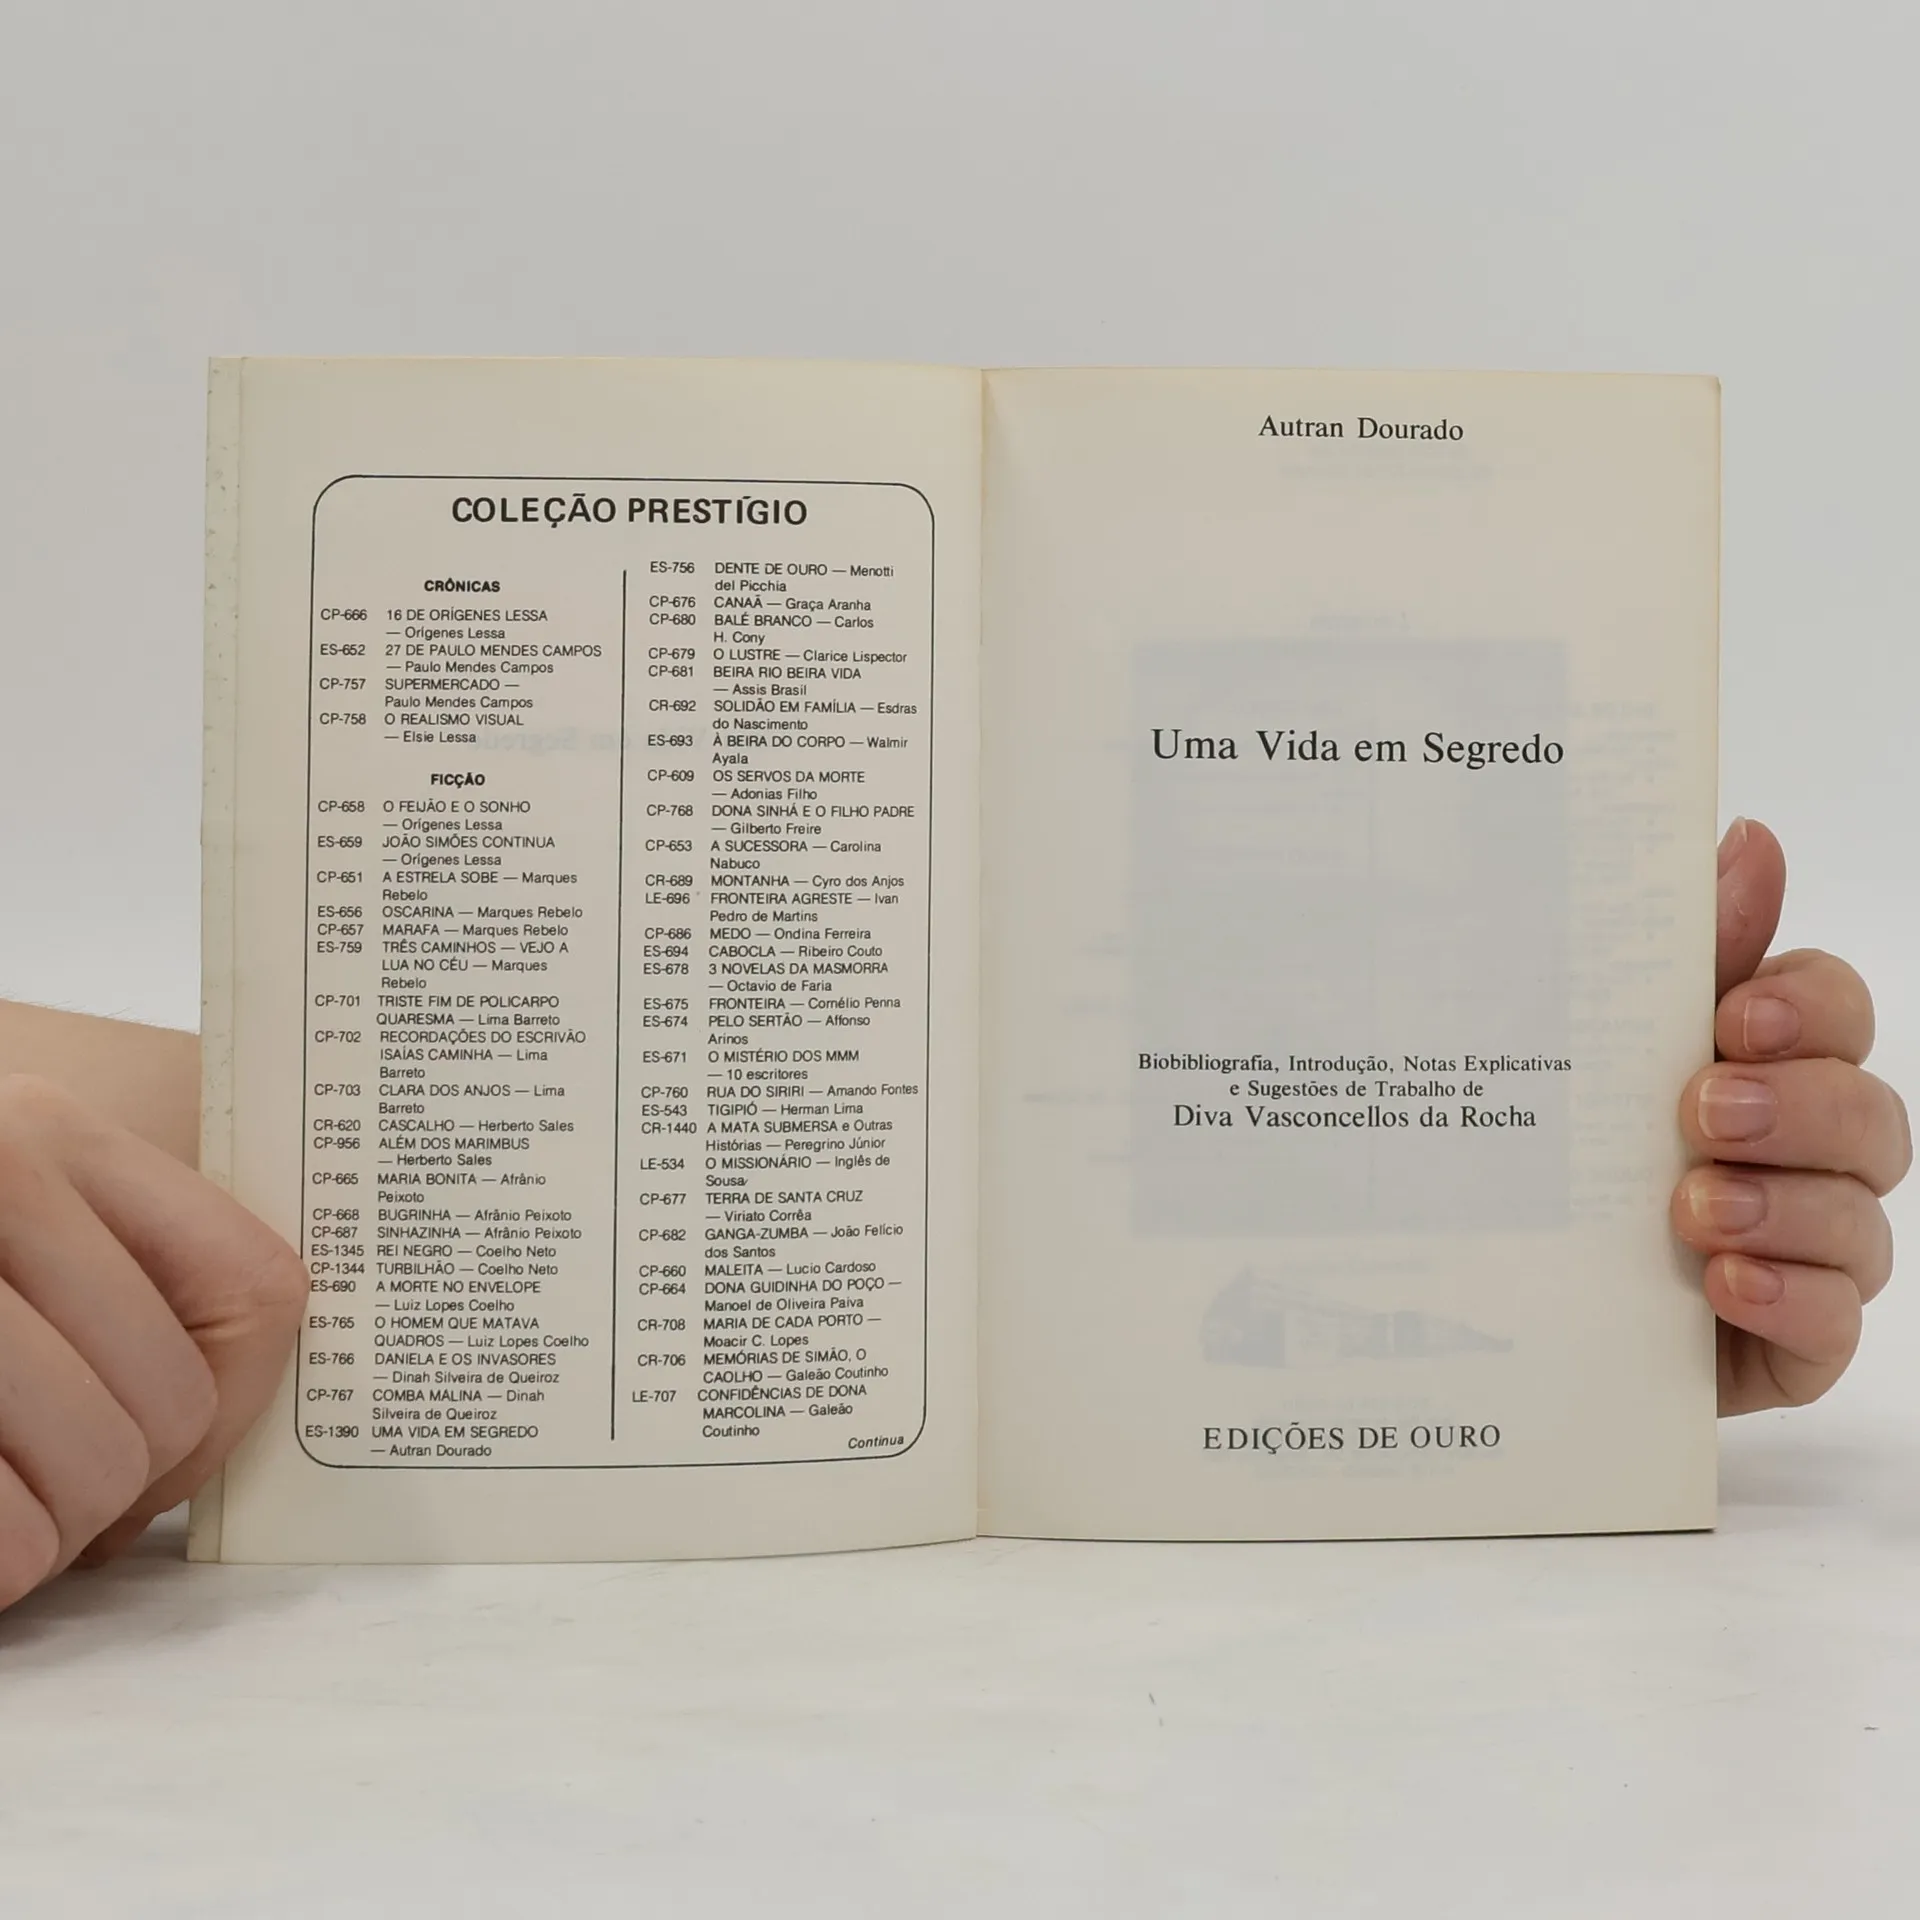 COLEÇÃO PRESTÍGIO
CRÔNICAS
CP-666 16 DE ORÍGENES LESSA
— Orígenes Lessa
ES-652 27 DE PAULO MENDES CAMPOS
— Paulo Mendes Campos
CP-757 SUPERMERCADO —
Paulo Mendes Campos
CP-758 O REALISMO VISUAL
— Elsie Lessa
FICÇÃO
CP-658 O FEIJÃO E O SONHO
— Orígenes Lessa
ES-659 JOÃO SIMÕES CONTINUA
— Orígenes Lessa
CP-651 A ESTRELA SOBE — Marques
Rebelo
ES-656 OSCARINA — Marques Rebelo
CP-657 MARAFA — Marques Rebelo
ES-759 TRÊS CAMINHOS — VEJO A
LUA NO CÉU — Marques
Rebelo
CP-701 TRISTE FIM DE POLICARPO
QUARESMA — Lima Barreto
CP-702 RECORDAÇÕES DO ESCRIVÃO
ISAÍAS CAMINHA — Lima
Barreto
CP-703 CLARA DOS ANJOS — Lima
Barreto
CR-620 CASCALHO — Herberto Sales
CP-956 ALÉM DOS MARIMBUS
— Herberto Sales
CP-665 MARIA BONITA — Afrânio
Peixoto
CP-668 BUGRINHA — Afrânio Peixoto
CP-687 SINHAZINHA — Afrânio Peixoto
ES-1345 REI NEGRO — Coelho Neto
CP-1344 TURBILHÃO — Coelho Neto
ES-690 A MORTE NO ENVELOPE
— Luiz Lopes Coelho
ES-765 O HOMEM QUE MATAVA
QUADROS — Luiz Lopes Coelho
ES-766 DANIELA E OS INVASORES
— Dinah Silveira de Queiroz
CP-767 COMBA MALINA — Dinah
Silveira de Queiroz
ES-1390 UMA VIDA EM SEGREDO
— Autran Dourado
ES-756 DENTE DE OURO — Menotti
del Picchia
CP-676 CANAÃ — Graça Aranha
CP-680 BALÉ BRANCO — Carlos
H. Cony
CP-679 O LUSTRE — Clarice Lispector
CP-681 BEIRA RIO BEIRA VIDA
— Assis Brasil
CR-692 SOLIDÃO EM FAMÍLIA — Esdras
do Nascimento
ES-693 À BEIRA DO CORPO — Walmir
Ayala
CP-609 OS SERVOS DA MORTE
— Adonias Filho
CP-768 DONA SINHÁ E O FILHO PADRE
— Gilberto Freire
CP-653 A SUCESSORA — Carolina
Nabuco
CR-689 MONTANHA — Cyro dos Anjos
LE-696 FRONTEIRA AGRESTE — Ivan
Pedro de Martins
CP-686 MEDO — Ondina Ferreira
ES-694 CABOCLA — Ribeiro Couto
ES-678 3 NOVELAS DA MASMORRA
— Octavio de Faria
ES-675 FRONTEIRA — Cornélio Penna
ES-674 PELO SERTÃO — Affonso
Arinos
ES-671 O MISTÉRIO DOS MMM
— 10 escritores
CP-760 RUA DO SIRIRI — Amando Fontes
ES-543 TIGIPIÓ — Herman Lima
CR-1440 A MATA SUBMERSA e Outras
Histórias — Peregrino Júnior
LE-534 O MISSIONÁRIO — Inglês de
Sousa
CP-677 TERRA DE SANTA CRUZ
— Viriato Corrêa
CP-682 GANGA-ZUMBA — João Felício
dos Santos
CP-660 MALEITA — Lucio Cardoso
CP-664 DONA GUIDINHA DO POÇO —
Manoel de Oliveira Paiva
CR-708 MARIA DE CADA PORTO —
Moacir C. Lopes
CR-706 MEMÓRIAS DE SIMÃO, O
CAOLHO — Galeão Coutinho
LE-707 CONFIDÊNCIAS DE DONA
MARCOLINA — Galeão
Coutinho
Continua
Autran Dourado
Uma Vida em Segredo
Biobibliografia, Introdução, Notas Explicativas
e Sugestões de Trabalho de
Diva Vasconcellos da Rocha
EDIÇÕES DE OURO